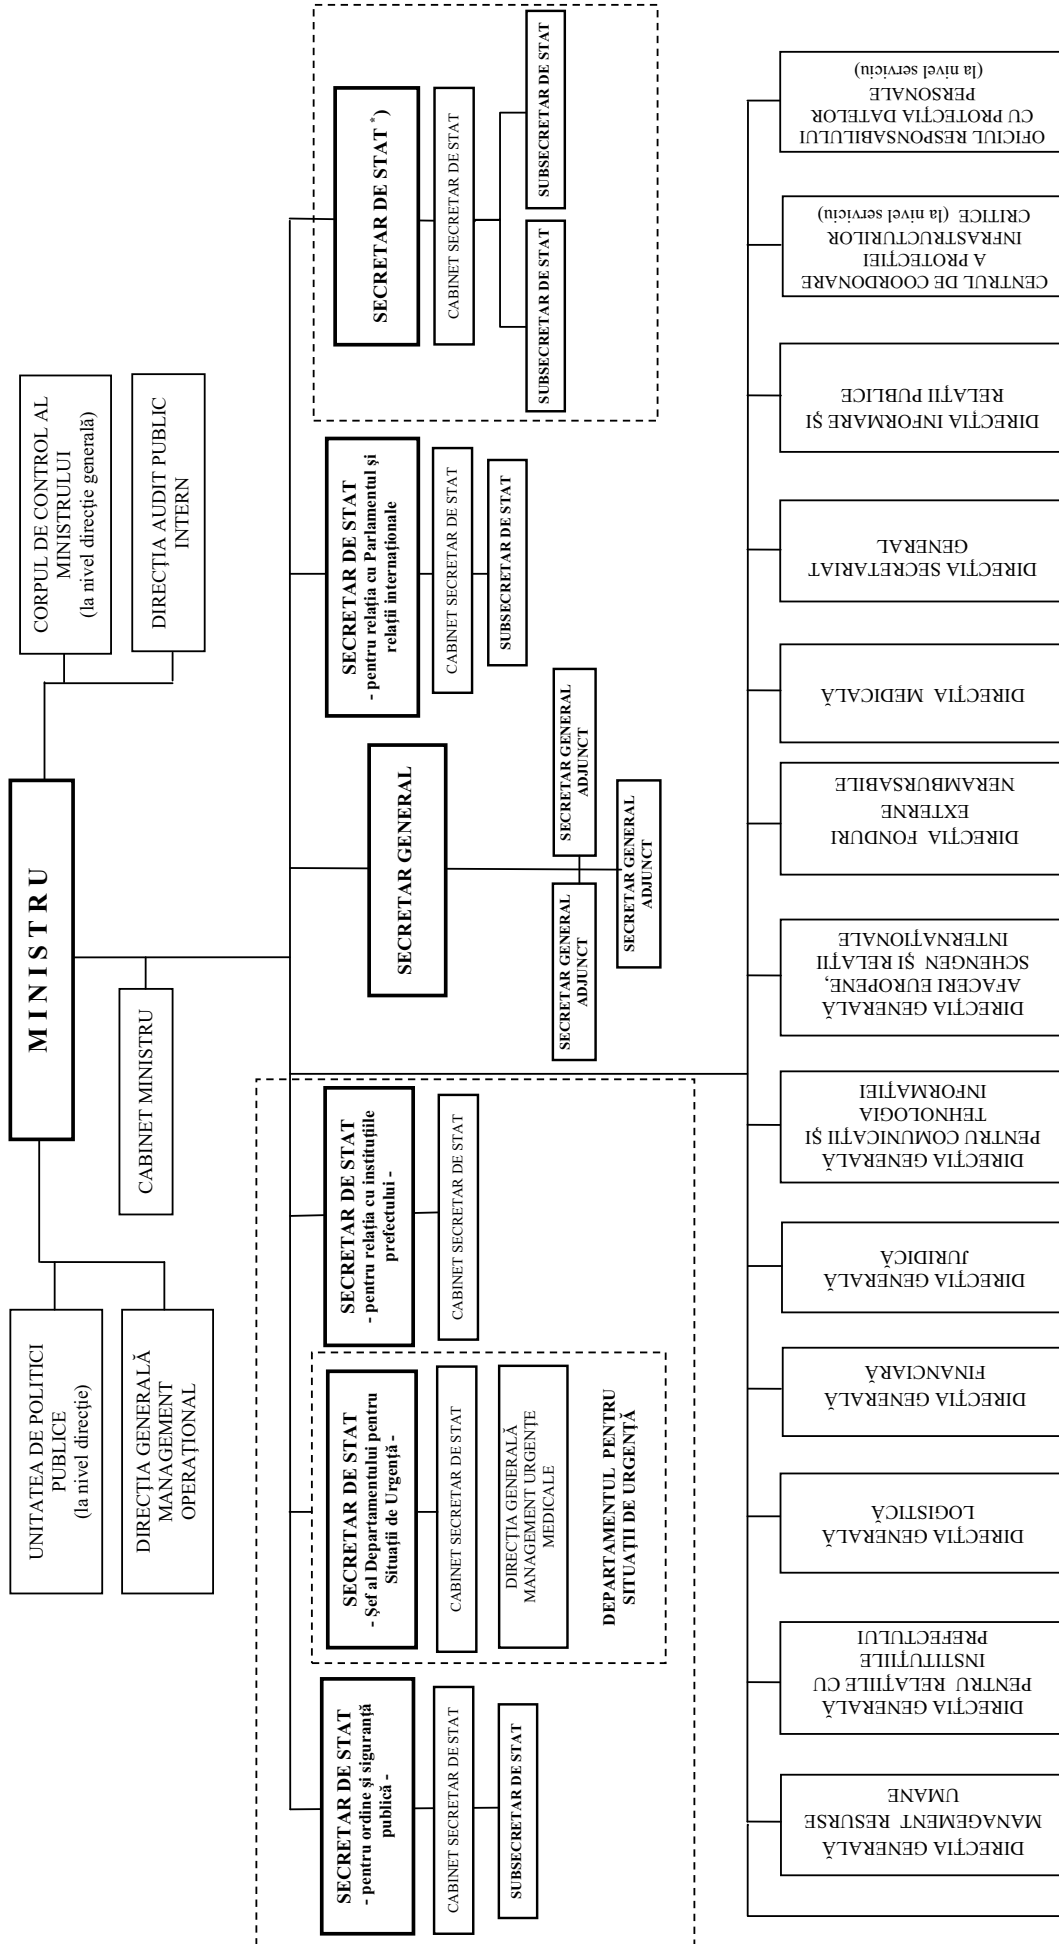 UNITATEA DE POLITICI
PUBLICE
(la nivel direcție)
DIRECȚIA GENERALĂ
MANAGEMENT
OPERAȚIONAL
MINISTRU
CABINET MINISTRU
CORPUL DE CONTROL AL
MINISTRULUI
(la nivel direcție generală)
DIRECȚIA AUDIT PUBLIC
INTERN
SECRETAR DE STAT
- pentru ordine și siguranță
publică -
CABINET SECRETAR DE STAT
SUBSECRETAR DE STAT
SECRETAR DE STAT
- Șef al Departamentului pentru
Situații de Urgență -
CABINET SECRETAR DE STAT
DIRECȚIA GENERALĂ
MANAGEMENT URGENȚE
MEDICALE
DEPARTAMENTUL PENTRU
SITUAȚII DE URGENȚĂ
SECRETAR DE STAT
- pentru relația cu instituțiile
prefectului -
CABINET SECRETAR DE STAT
SECRETAR GENERAL
SECRETAR GENERAL
ADJUNCT
SECRETAR GENERAL
ADJUNCT
SECRETAR GENERAL
ADJUNCT
SECRETAR DE STAT
- pentru relația cu Parlamentul și
relații internaționale
CABINET SECRETAR DE STAT
SUBSECRETAR DE STAT
SECRETAR DE STAT *)
CABINET SECRETAR DE STAT
SUBSECRETAR DE STAT
SUBSECRETAR DE STAT
DIRECȚIA GENERALĂ
MANAGEMENT RESURSE
UMANE
DIRECȚIA GENERALĂ
PENTRU RELAȚIILE CU
INSTITUȚIILE
PREFECTULUI
DIRECȚIA GENERALĂ
LOGISTICĂ
DIRECȚIA GENERALĂ
FINANCIARĂ
DIRECȚIA GENERALĂ
JURIDICĂ
DIRECȚIA GENERALĂ
PENTRU COMUNICAȚII ȘI
TEHNOLOGIA
INFORMAȚIEI
DIRECȚIA GENERALĂ
AFACERI EUROPENE,
SCHENGEN ȘI RELAȚII
INTERNAȚIONALE
DIRECȚIA FONDURI
EXTERNE
NERAMBURSABILE
DIRECȚIA MEDICALĂ
DIRECȚIA SECRETARIAT
GENERAL
DIRECȚIA INFORMARE ȘI
RELAȚII PUBLICE
CENTRUL DE COORDONARE
A PROTECȚIEI
INFRASTRUCTURILOR
CRITICE (la nivel serviciu)
OFICIUL RESPONSABILULUI
CU PROTECȚIA DATELOR
PERSONALE
(la nivel serviciu)